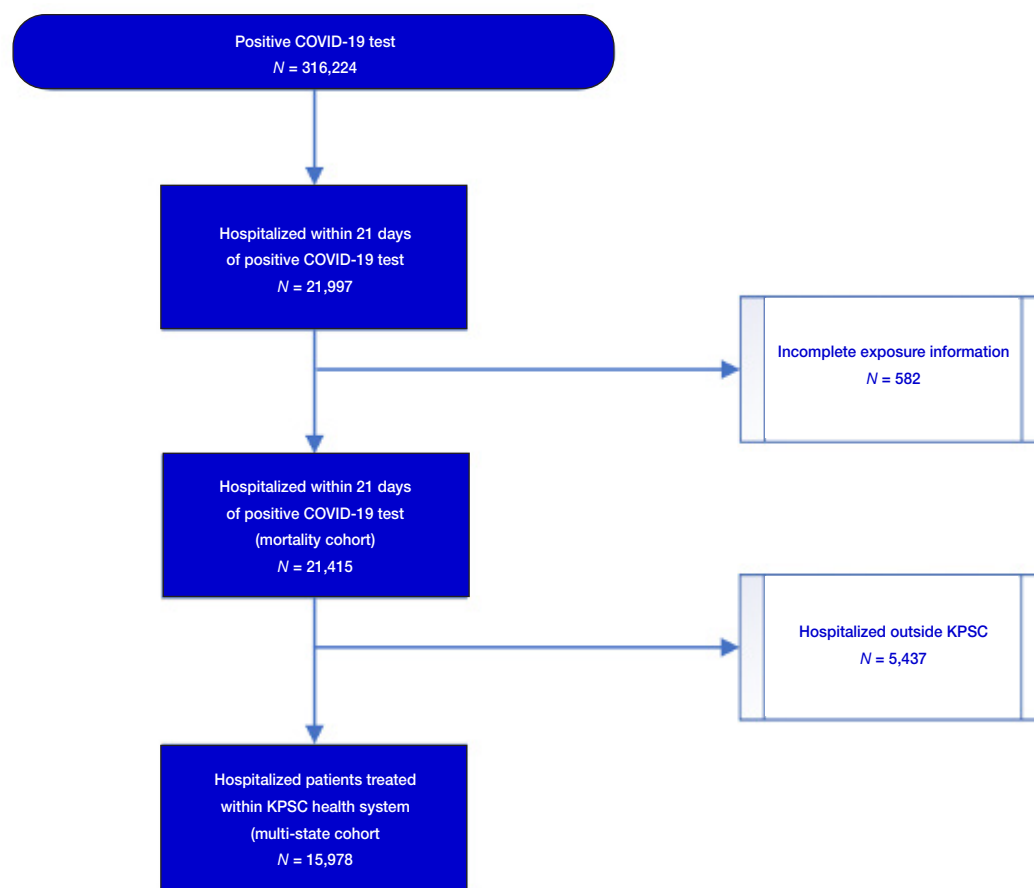 Positive COVID-19 test
N = 316,224
Hospitalized within 21 days
of positive COVID-19 test
N = 21,997
Incomplete exposure information
N = 582
Hospitalized within 21 days
of positive COVID-19 test
(mortality cohort)
N = 21,415
Hospitalized outside KPSC
N = 5,437
Hospitalized patients treated
within KPSC health system
(multi-state cohort
N = 15,978